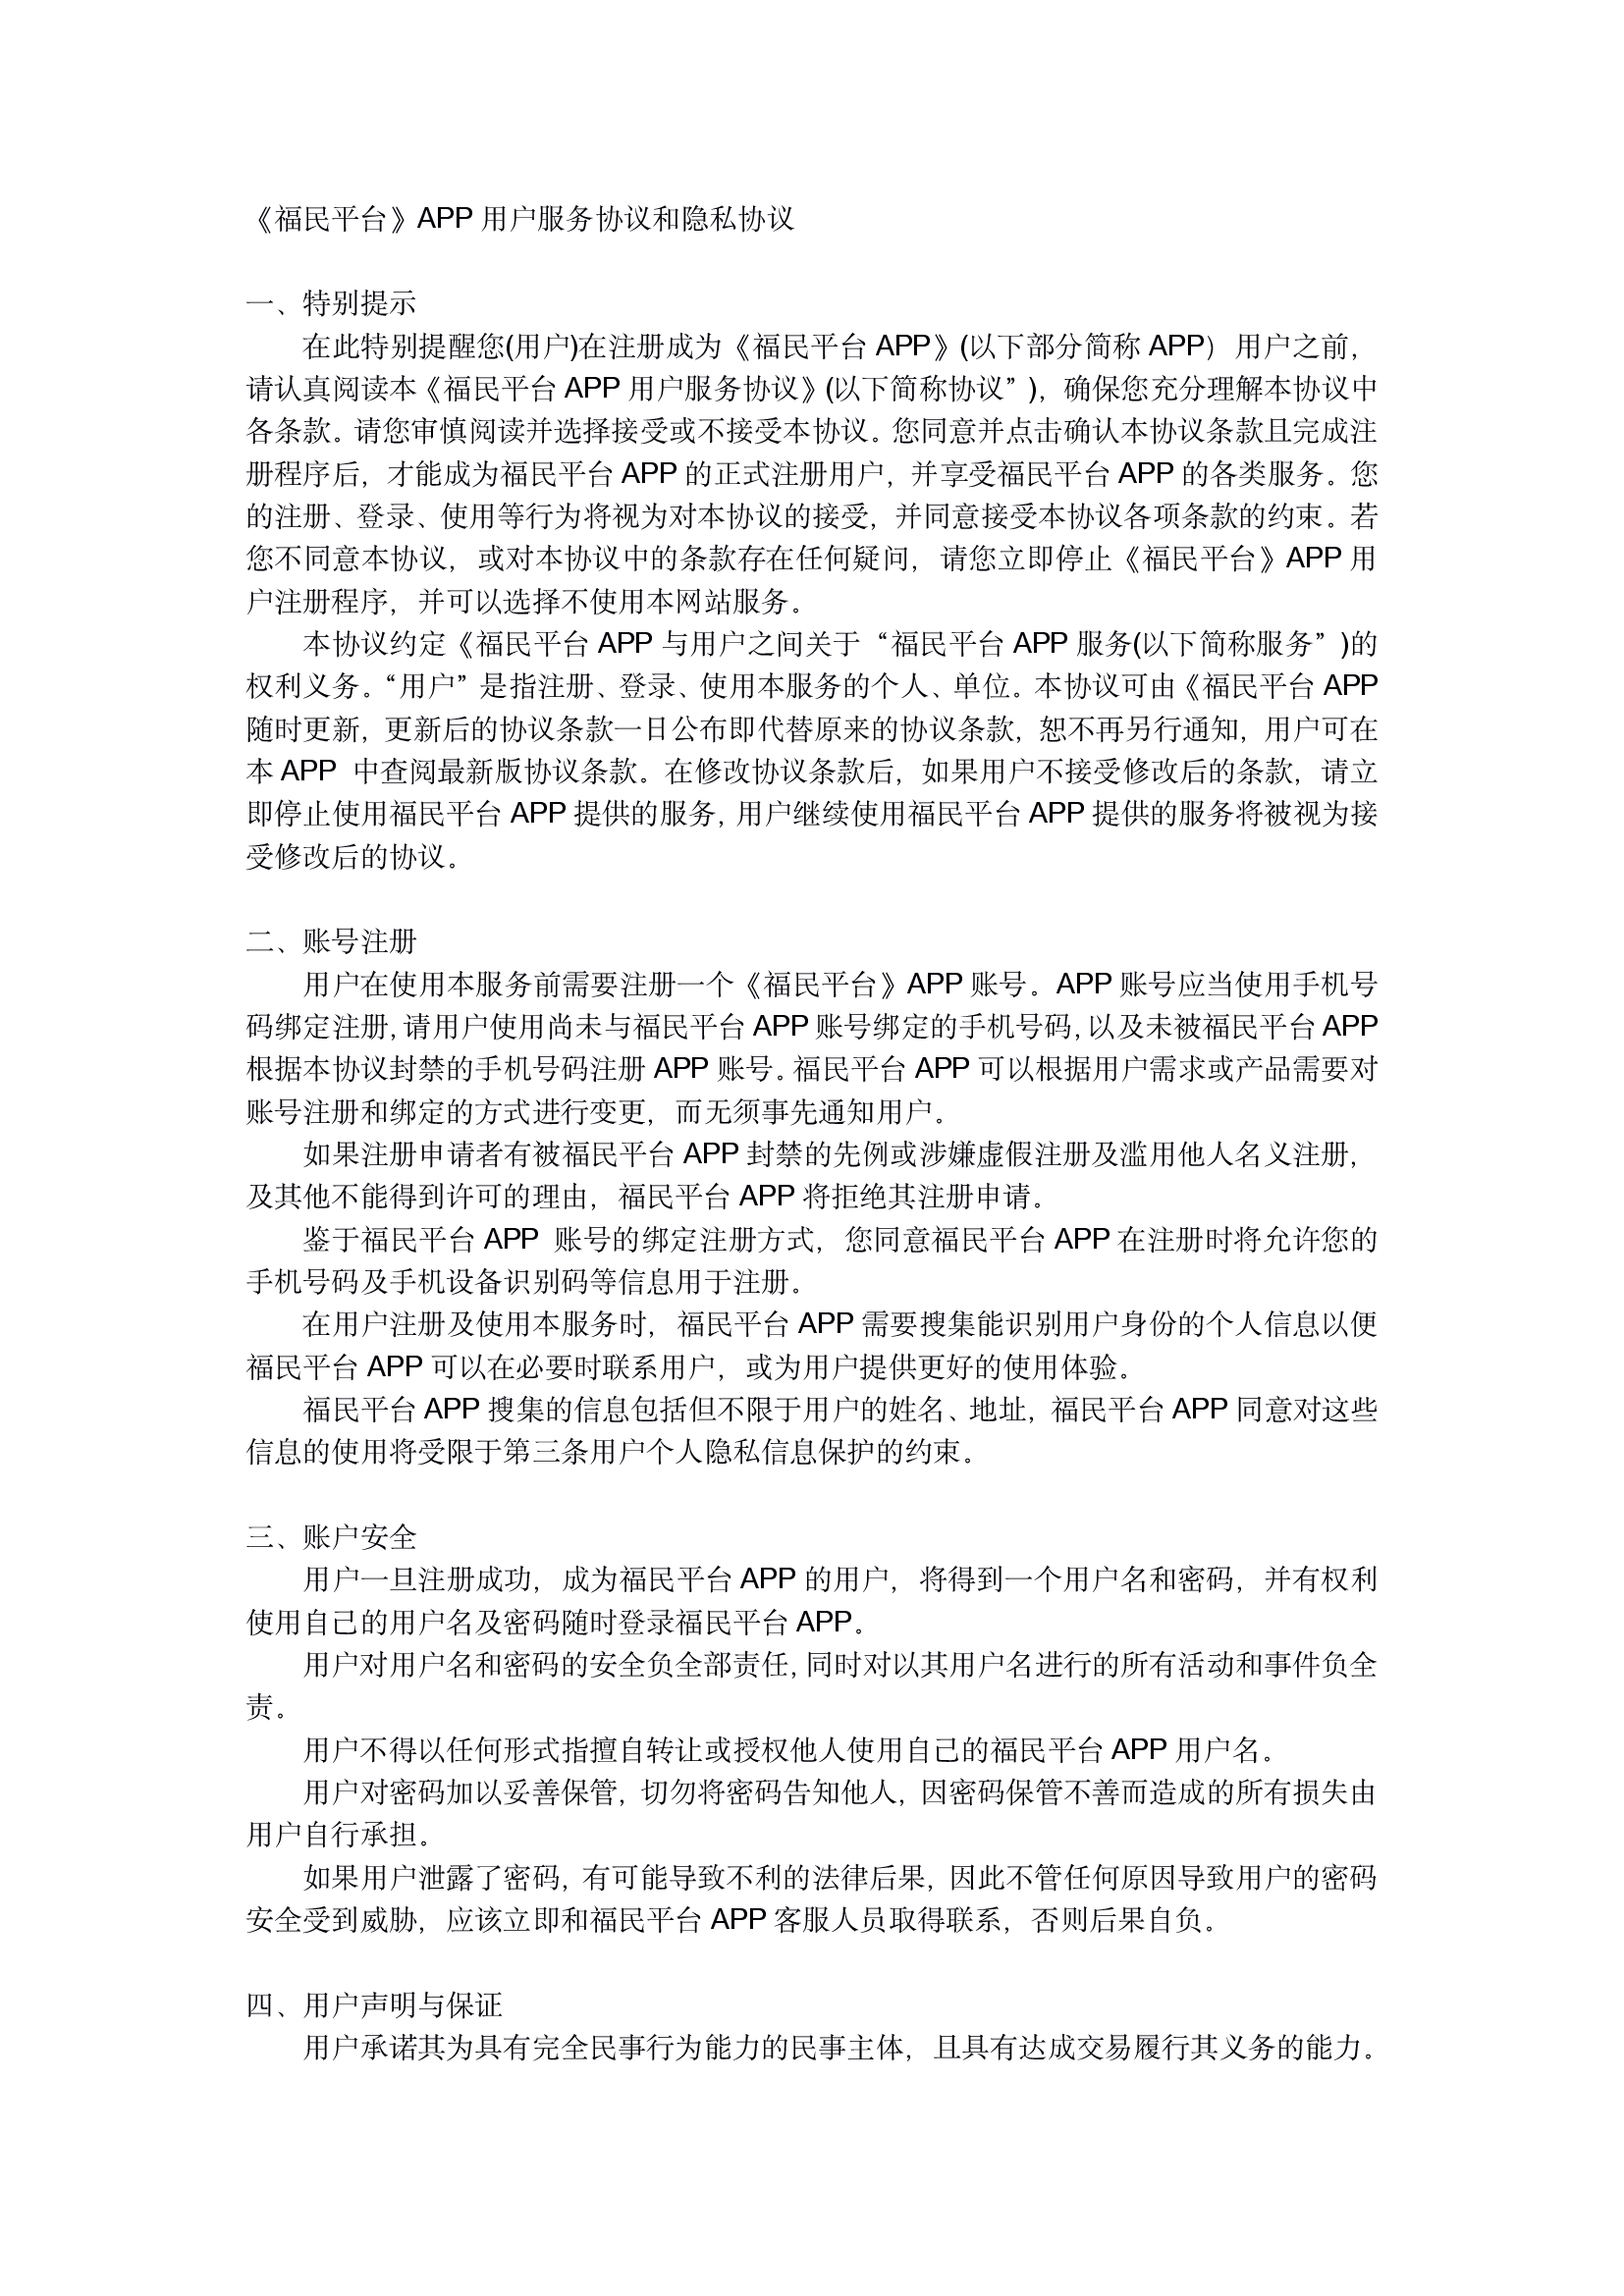 《福民平台》APP 用户服务协议和隐私协议
一、特别提示
在此特别提醒您(用户)在注册成为《福民平台 APP》(以下部分简称 APP）用户之前，
请认真阅读本《福民平台 APP 用户服务协议》(以下简称协议”)，确保您充分理解本协议中
各条款。请您审慎阅读并选择接受或不接受本协议。您同意并点击确认本协议条款且完成注
册程序后，才能成为福民平台 APP 的正式注册用户，并享受福民平台 APP 的各类服务。您
的注册、登录、使用等行为将视为对本协议的接受，并同意接受本协议各项条款的约束。若
您不同意本协议，或对本协议中的条款存在任何疑问，请您立即停止《福民平台》APP 用
户注册程序，并可以选择不使用本网站服务。
本协议约定《福民平台 APP 与用户之间关于“福民平台 APP 服务(以下简称服务”)的
权利义务。“用户”是指注册、登录、使用本服务的个人、单位。本协议可由《福民平台 APP
随时更新，更新后的协议条款一日公布即代替原来的协议条款，恕不再另行通知，用户可在
本 APP 中查阅最新版协议条款。在修改协议条款后，如果用户不接受修改后的条款，请立
即停止使用福民平台 APP 提供的服务，用户继续使用福民平台 APP 提供的服务将被视为接
受修改后的协议。
二、账号注册
用户在使用本服务前需要注册一个《福民平台》APP 账号。APP 账号应当使用手机号
码绑定注册，请用户使用尚未与福民平台 APP 账号绑定的手机号码，以及未被福民平台 APP
根据本协议封禁的手机号码注册 APP 账号。福民平台 APP 可以根据用户需求或产品需要对
账号注册和绑定的方式进行变更，而无须事先通知用户。
如果注册申请者有被福民平台 APP 封禁的先例或涉嫌虚假注册及滥用他人名义注册，
及其他不能得到许可的理由，福民平台 APP 将拒绝其注册申请。
鉴于福民平台 APP 账号的绑定注册方式，您同意福民平台 APP 在注册时将允许您的
手机号码及手机设备识别码等信息用于注册。
在用户注册及使用本服务时，福民平台 APP 需要搜集能识别用户身份的个人信息以便
福民平台 APP 可以在必要时联系用户，或为用户提供更好的使用体验。
福民平台 APP 搜集的信息包括但不限于用户的姓名、地址，福民平台 APP 同意对这些
信息的使用将受限于第三条用户个人隐私信息保护的约束。
三、账户安全
用户一旦注册成功，成为福民平台 APP 的用户，将得到一个用户名和密码，并有权利
使用自己的用户名及密码随时登录福民平台 APP。
用户对用户名和密码的安全负全部责任，同时对以其用户名进行的所有活动和事件负全
责。
用户不得以任何形式指擅自转让或授权他人使用自己的福民平台 APP 用户名。
用户对密码加以妥善保管，切勿将密码告知他人，因密码保管不善而造成的所有损失由
用户自行承担。
如果用户泄露了密码，有可能导致不利的法律后果，因此不管任何原因导致用户的密码
安全受到威胁，应该立即和福民平台 APP 客服人员取得联系，否则后果自负。
四、用户声明与保证
用户承诺其为具有完全民事行为能力的民事主体，且具有达成交易履行其义务的能力。